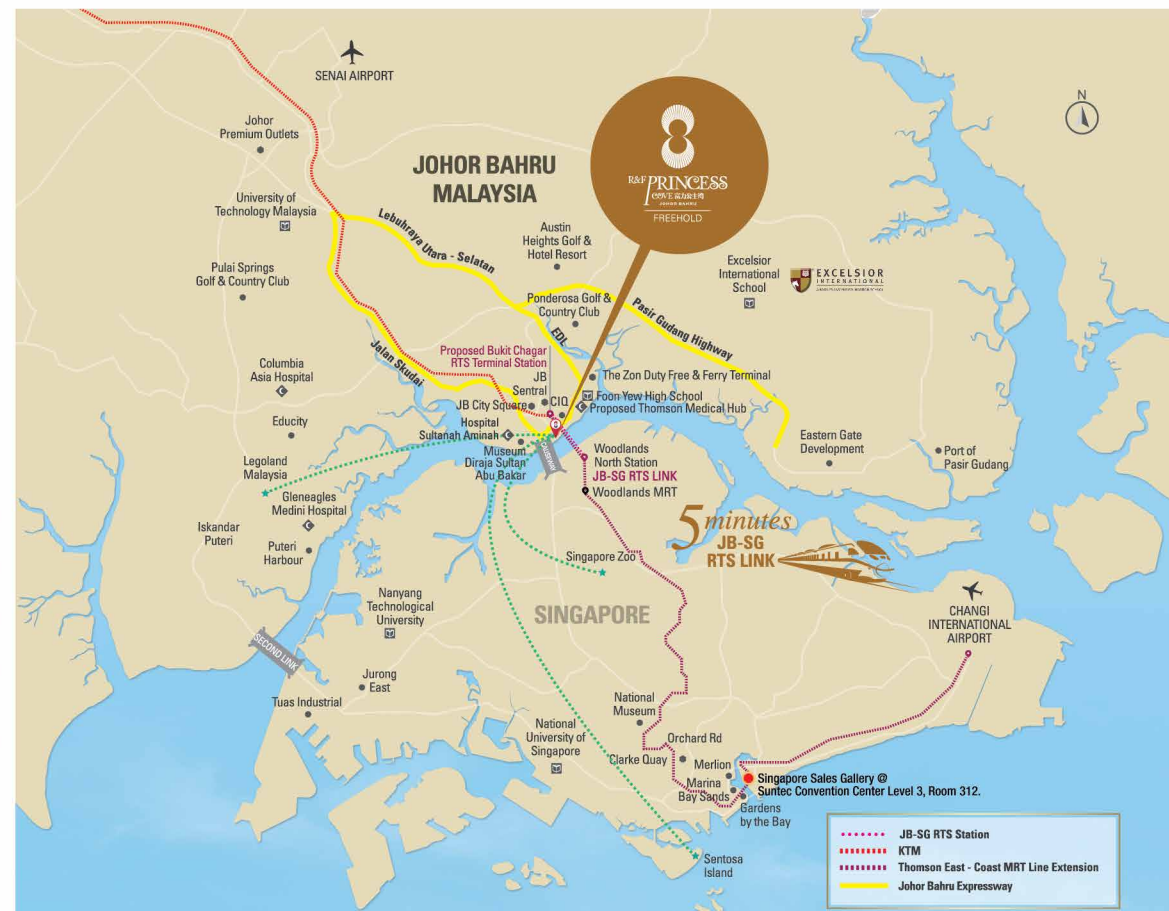 SENAI AIRPORT
N
Johor
Premium Outlets
JOHOR BAHRU
MALAYSIA
8
R&F PRINCESS
COVE 富力公主湾
JOHOR BAHRU
FREEHOLD
University of
Technology Malaysia
Lebuhraya Utara - Selatan
Austin
Heights Golf &
Hotel Resort
Excelsior
International
School
EXCELSIOR
INTERNATIONAL
Pulai Springs
Golf & Country Club
Ponderosa Golf &
Country Club
EDL
Pasir Gudang Highway
Jalan Skudai
Proposed Bukit Chagar
RTS Terminal Station
Columbia
Asia Hospital
JB
Sentral
The Zon Duty Free & Ferry Terminal
Foon Yew High School
JB City Square
CIQ
Proposed Thomson Medical Hub
Educity
Hospital
Sultanah Aminah
Museum
Diraja Sultan
Abu Bakar
CAUSEWAY
Woodlands
North Station
JB-SG RTS LINK
Woodlands MRT
Eastern Gate
Development
Port of
Pasir Gudang
Legoland
Malaysia
Gleneagles
Medini Hospital
Iskandar
Puteri
Puteri
Harbour
5 minutes
JB-SG
RTS LINK
Singapore Zoo
Nanyang
Technological
University
SINGAPORE
CHANGI
INTERNATIONAL
AIRPORT
SECOND LINK
Jurong
East
Tuas Industrial
National
Museum
National
University of
Singapore
Orchard Rd
Clarke Quay
Merlion
Marina
Bay Sands
Singapore Sales Gallery @
Suntec Convention Center Level 3, Room 312.
Gardens
by the Bay
Sentosa
Island
JB-SG RTS Station
KTM
Thomson East - Coast MRT Line Extension
Johor Bahru Expressway